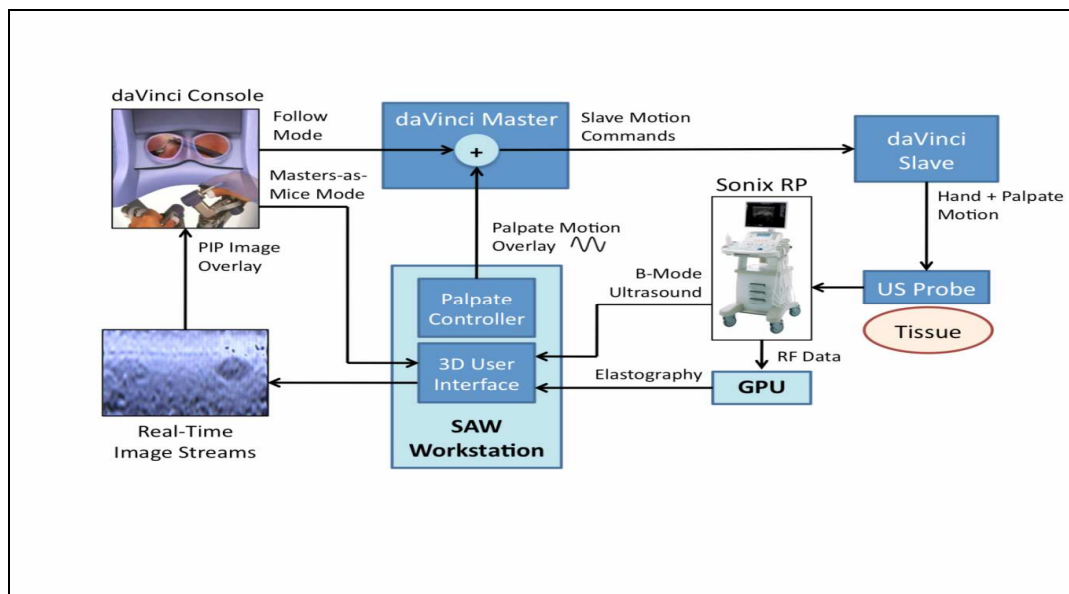 daVinci Console
Follow
Mode
Masters-as-
Mice Mode
daVinci Master
+
Slave Motion
Commands
daVinci
Slave
Hand + Palpate
Motion
Sonix RP
PIP Image
Overlay
Palpate Motion
Overlay
B-Mode
Ultrasound
US Probe
Tissue
Palpate
Controller
3D User
Interface
RF Data
Elastography
GPU
SAW
Workstation
Real-Time
Image Streams